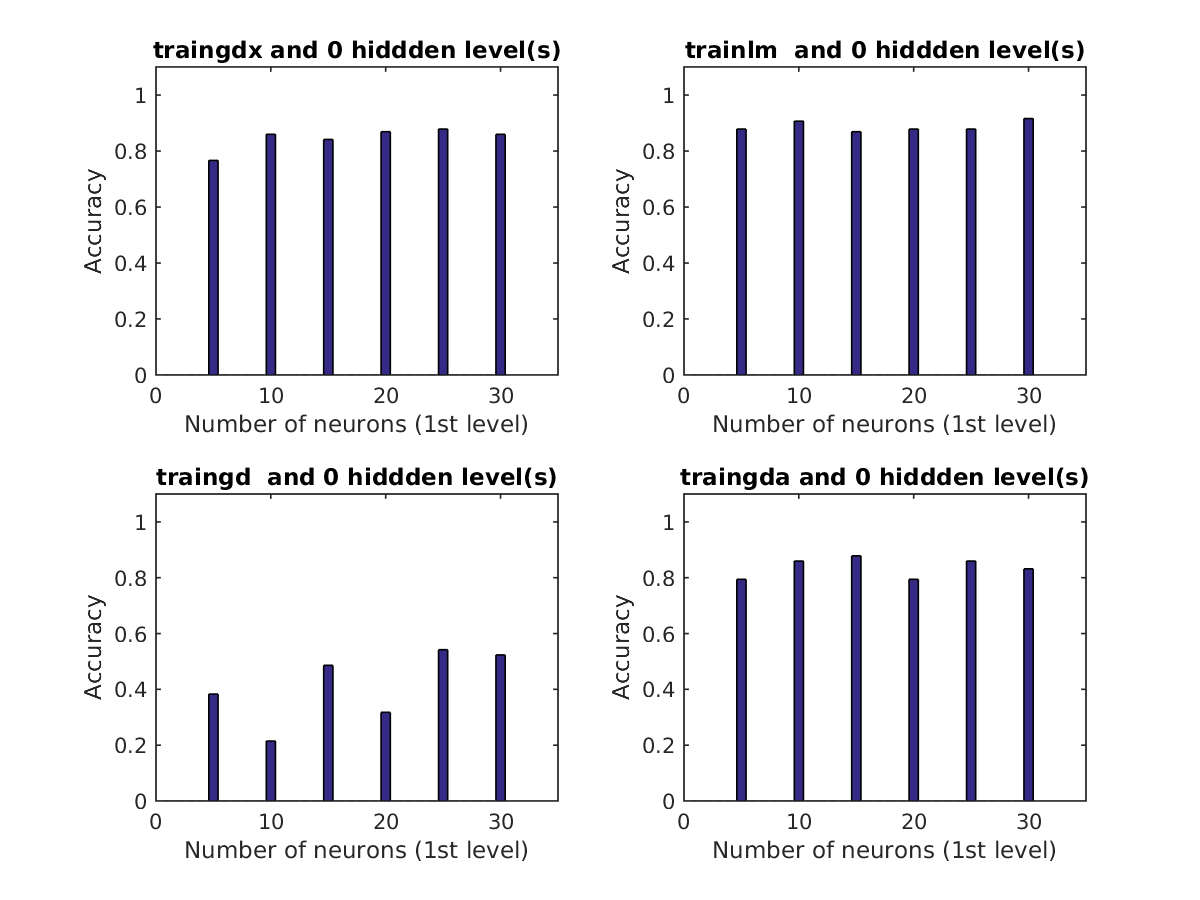 traingdx and 0 hiddden level(s)
1
0.8
0.6
0.4
0.2
0
Accuracy
0 10 20 30
Number of neurons (1st level)
trainlm and 0 hiddden level(s)
1
0.8
0.6
0.4
0.2
0
Accuracy
0 10 20 30
Number of neurons (1st level)
traingd and 0 hiddden level(s)
1
0.8
0.6
0.4
0.2
0
Accuracy
0 10 20 30
Number of neurons (1st level)
traingda and 0 hiddden level(s)
1
0.8
0.6
0.4
0.2
0
Accuracy
0 10 20 30
Number of neurons (1st level)